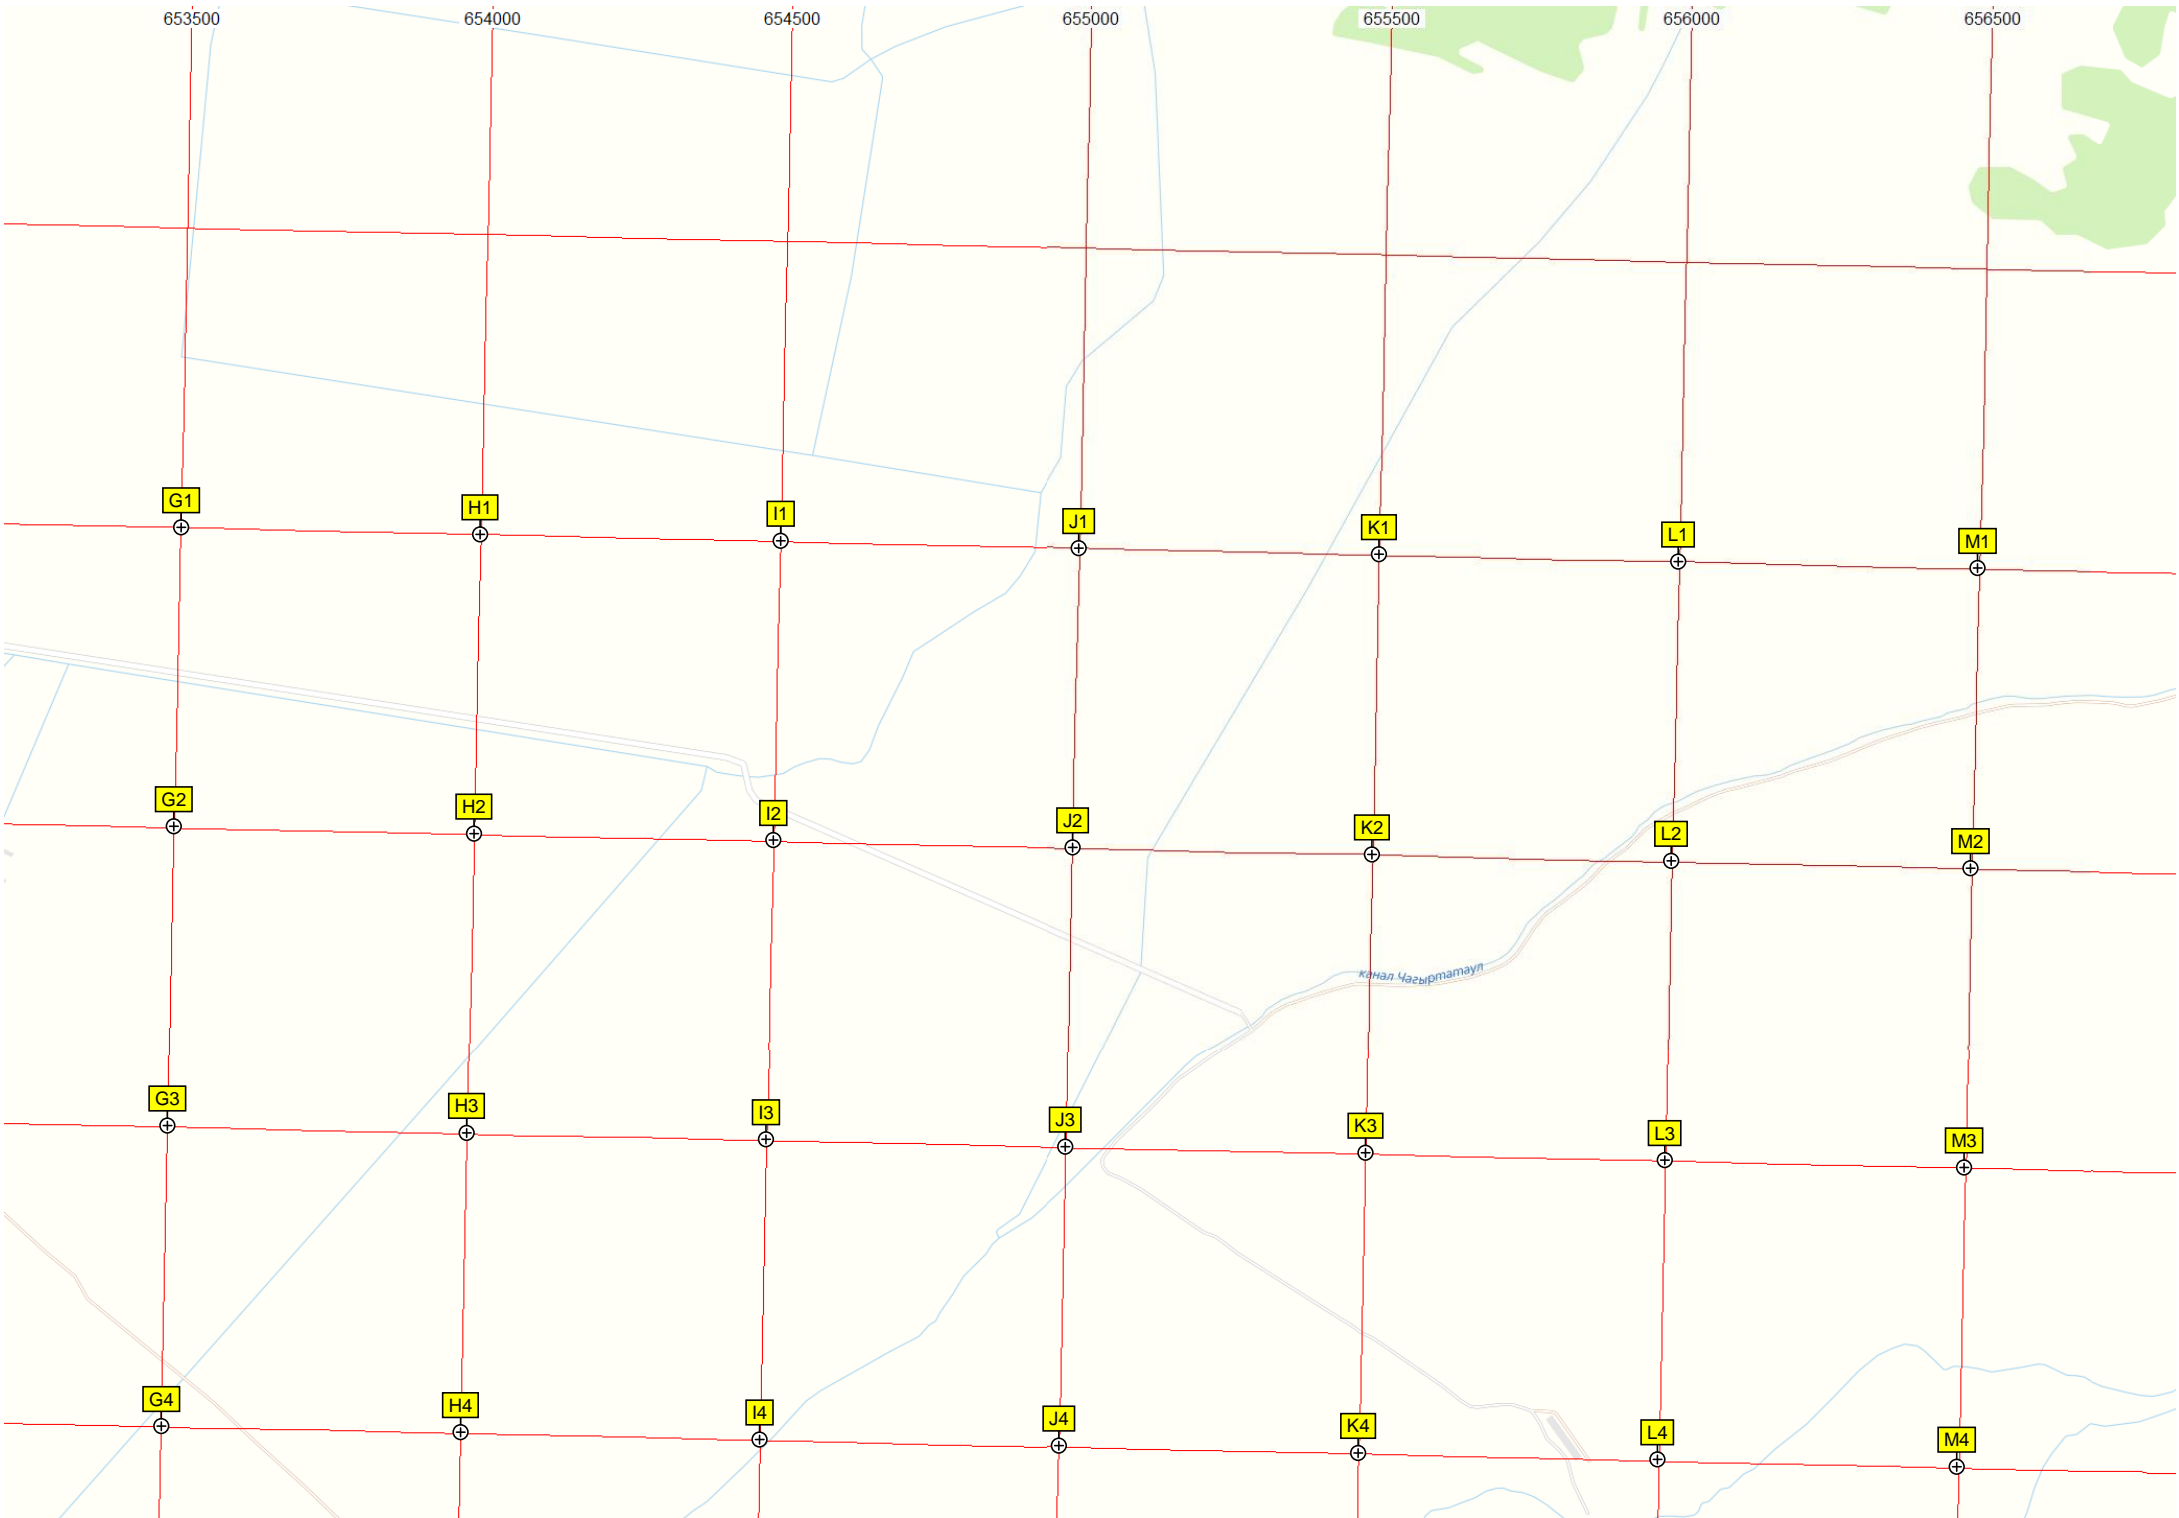 653500 654000 654500 655000 655500 656000 656500
G1 H1 I1 J1 K1 L1 M1
G2 H2 I2 J2 K2 L2 M2
канал Чагыртатаул
G3 H3 I3 J3 K3 L3 M3
G4 H4 I4 J4 K4 L4 M4